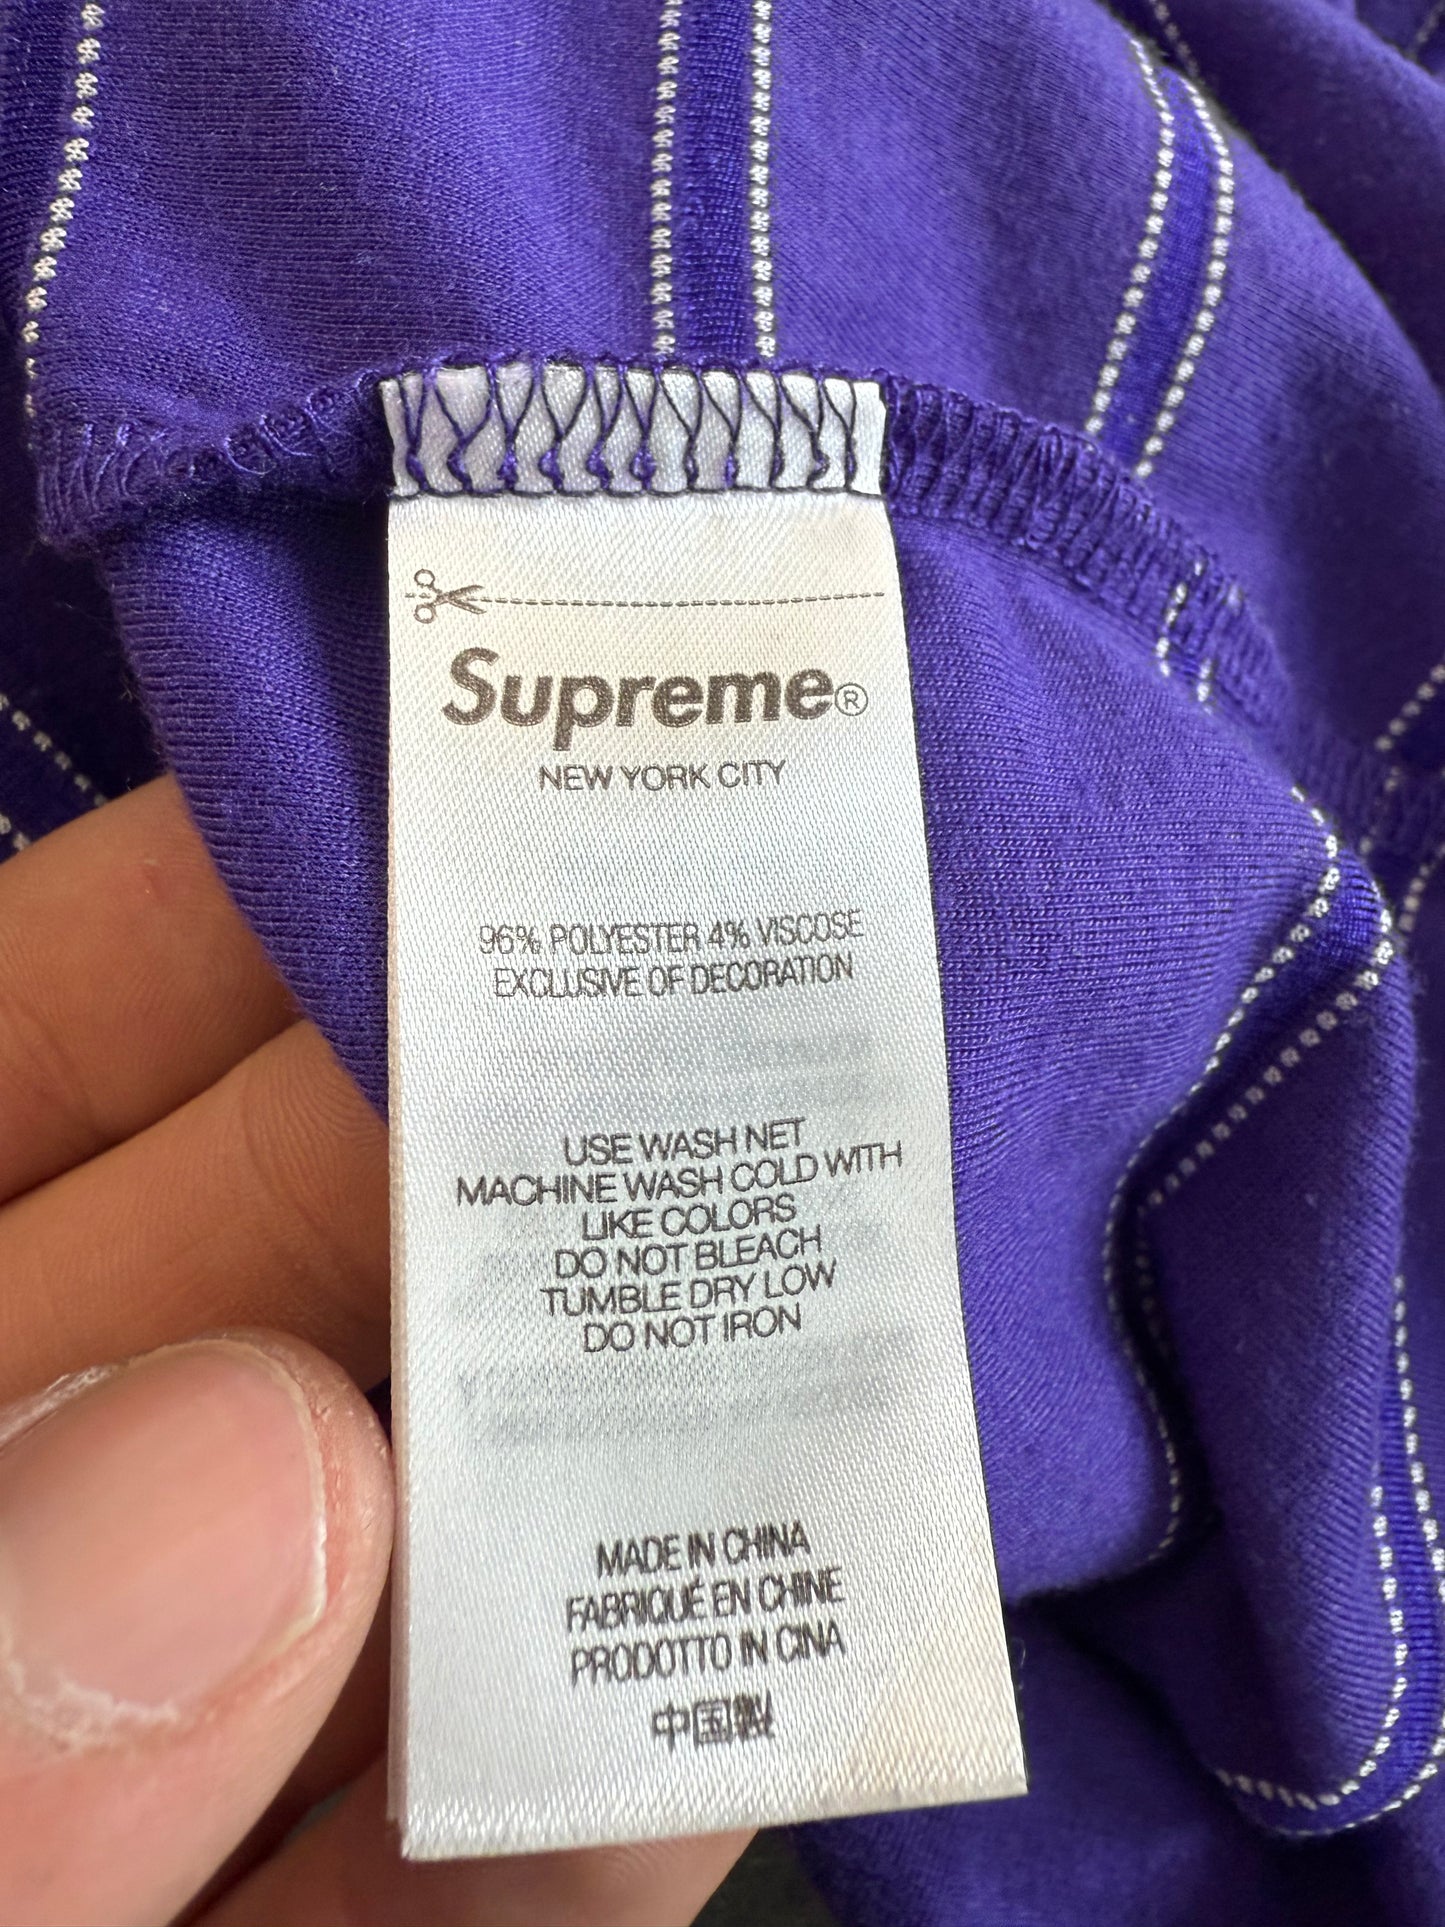 Supreme®
NEW YORK CITY
96% POLYESTER 4% VISCOSE
EXCLUSIVE OF DECORATION
USE WASH NET
MACHINE WASH COLD WITH
LIKE COLORS
DO NOT BLEACH
TUMBLE DRY LOW
DO NOT IRON
MADE IN CHINA
FABRIQUÉ EN CHINE
PRODOTTO IN CINA
中国製